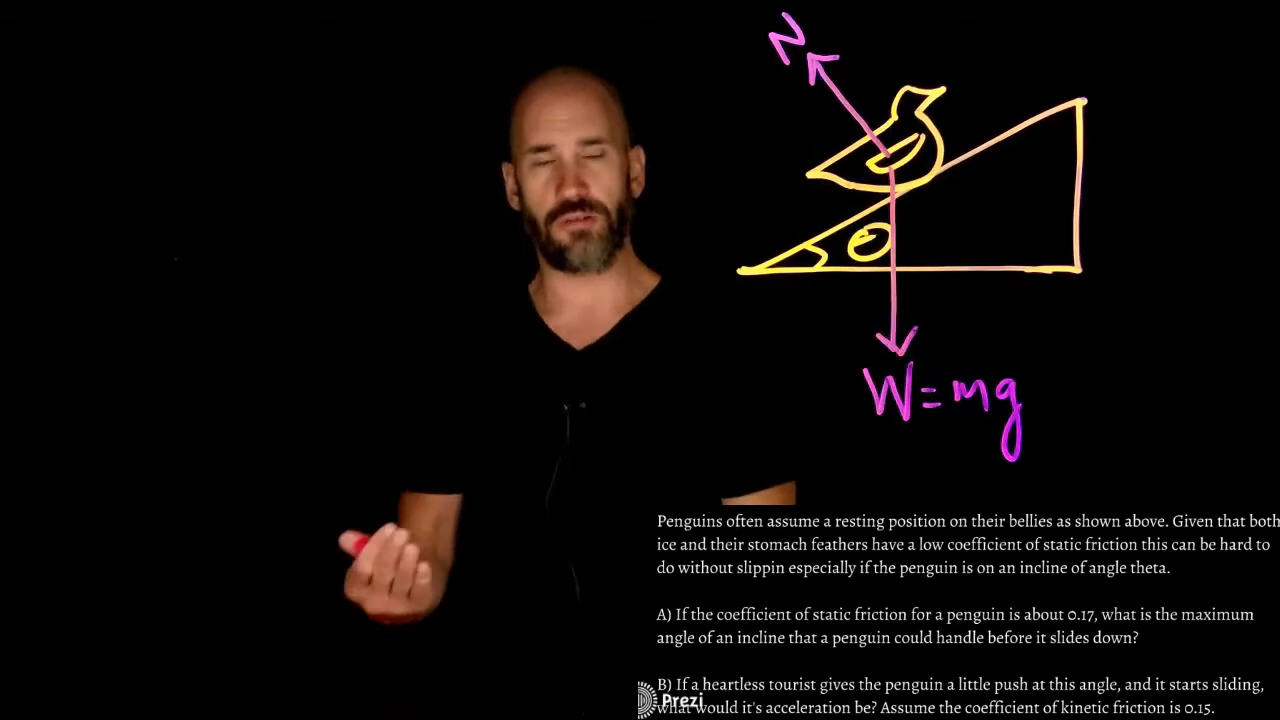 N
θ
W = mg
Penguins often assume a resting position on their bellies as shown above. Given that both
ice and their stomach feathers have a low coefficient of static friction this can be hard to
do without slippin especially if the penguin is on an incline of angle theta.
A) If the coefficient of static friction for a penguin is about 0.17, what is the maximum
angle of an incline that a penguin could handle before it slides down?
B) If a heartless tourist gives the penguin a little push at this angle, and it starts sliding,
what would it's acceleration be? Assume the coefficient of kinetic friction is 0.15.
Prezi